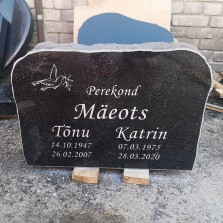 Perekond
Mäeots
Tõnu Katrin
14.10.1947 07.03.1975
26.02.2007 28.03.2020